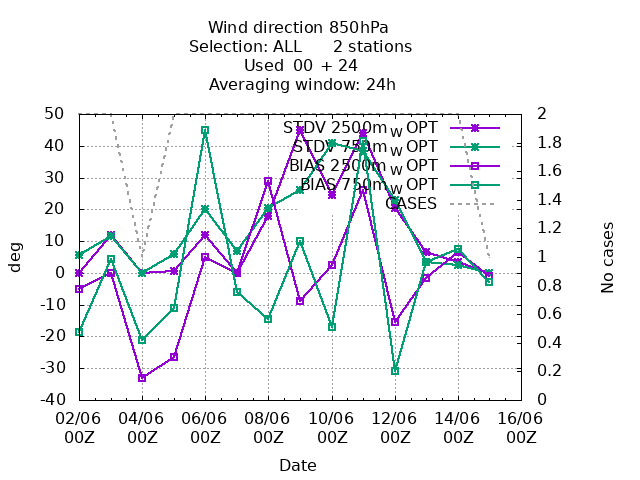 Wind direction 850hPa
Selection: ALL 2 stations
Used 00 + 24
Averaging window: 24h
50
40
30
20
10
0
-10
-20
-30
-40
deg
2
1.8
1.6
1.4
1.2
1
0.8
0.6
0.4
0.2
0
No cases
STDV 2500m w OPT
STDV 750m w OPT
BIAS 2500m w OPT
BIAS 750m w OPT
CASES
02/06 04/06 06/06 08/06 10/06 12/06 14/06 16/06
00Z 00Z 00Z 00Z 00Z 00Z 00Z 00Z
Date